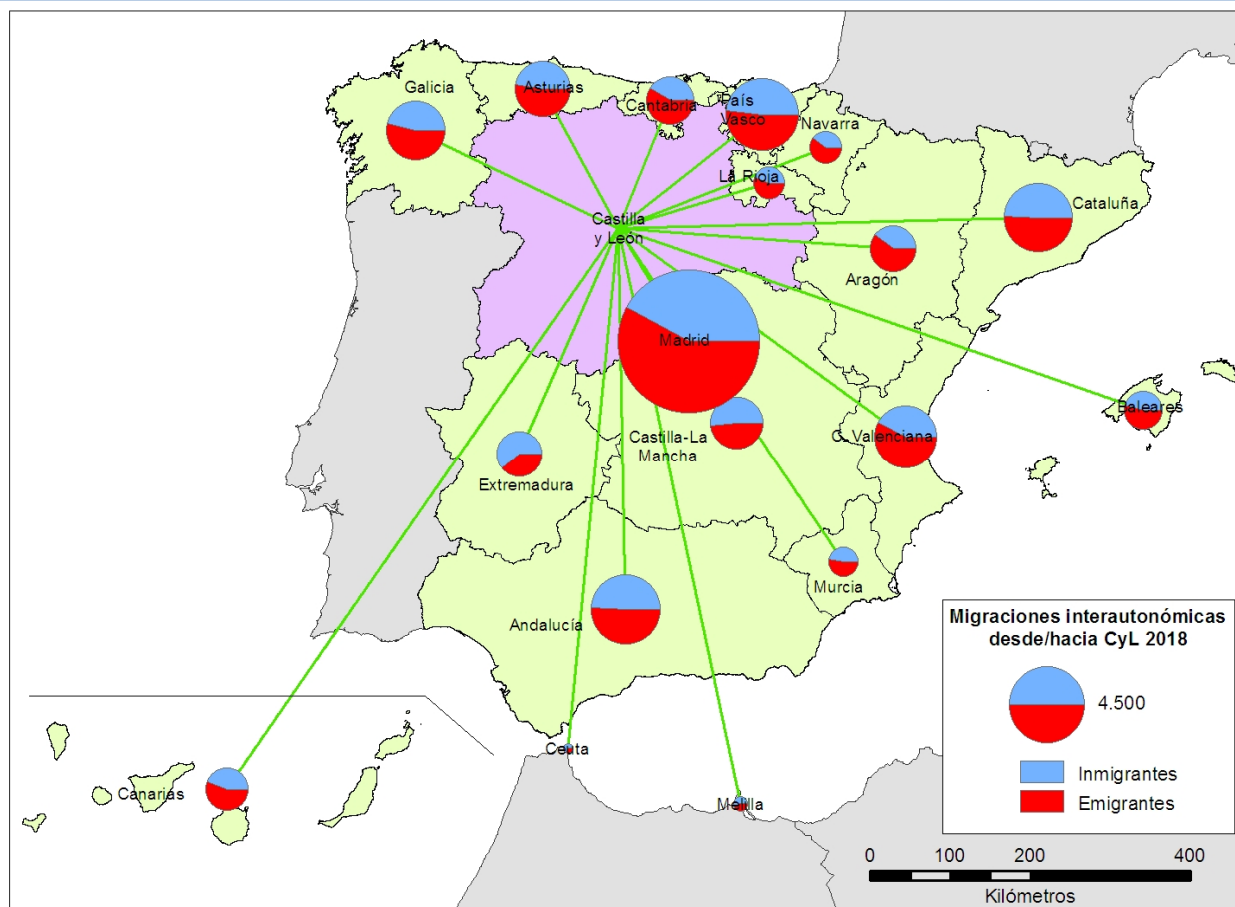 Galicia
Asturias
Cantabria
País
Vasco
Navarra
La Rioja
Cataluña
Castilla
y León
Aragón
Madrid
Baleares
C. Valenciana
Castilla-La
Mancha
Extremadura
Murcia
Andalucía
Ceuta
Canarias
Melilla
Migraciones interautonómicas
desde/hacia CyL 2018
4.500
Inmigrantes
Emigrantes
0 100 200 400
Kilómetros